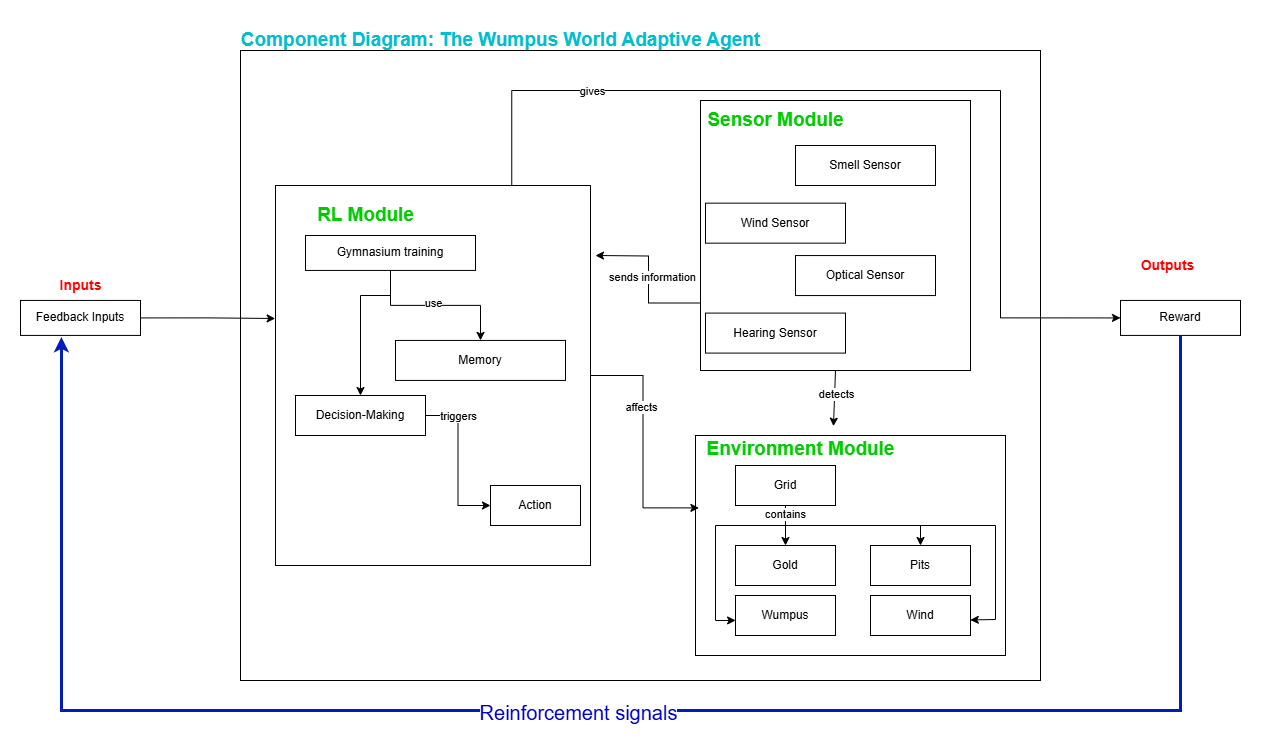 Component Diagram: The Wumpus World Adaptive Agent
gives
Sensor Module
Smell Sensor
Wind Sensor
Optical Sensor
Hearing Sensor
RL Module
Gymnasium training
use
Memory
Decision-Making
triggers
Action
sends information
affects
detects
Inputs
Feedback Inputs
Outputs
Reward
Environment Module
Grid
contains
Gold
Pits
Wumpus
Wind
Reinforcement signals